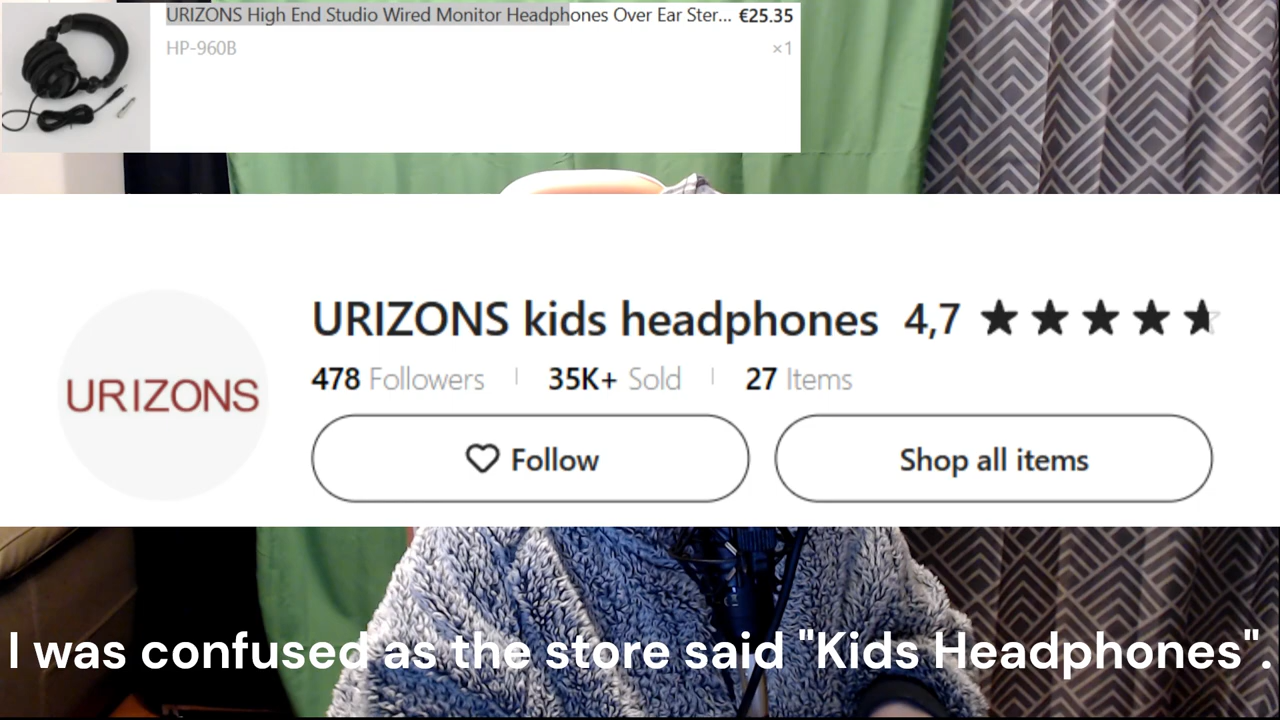 URIZONS High End Studio Wired Monitor Headphones Over Ear Ster... €25.35
HP-960B ×1
URIZONS kids headphones 4,7
URIZONS
478 Followers 35K+ Sold 27 Items
Follow Shop all items
I was confused as the store said "Kids Headphones".